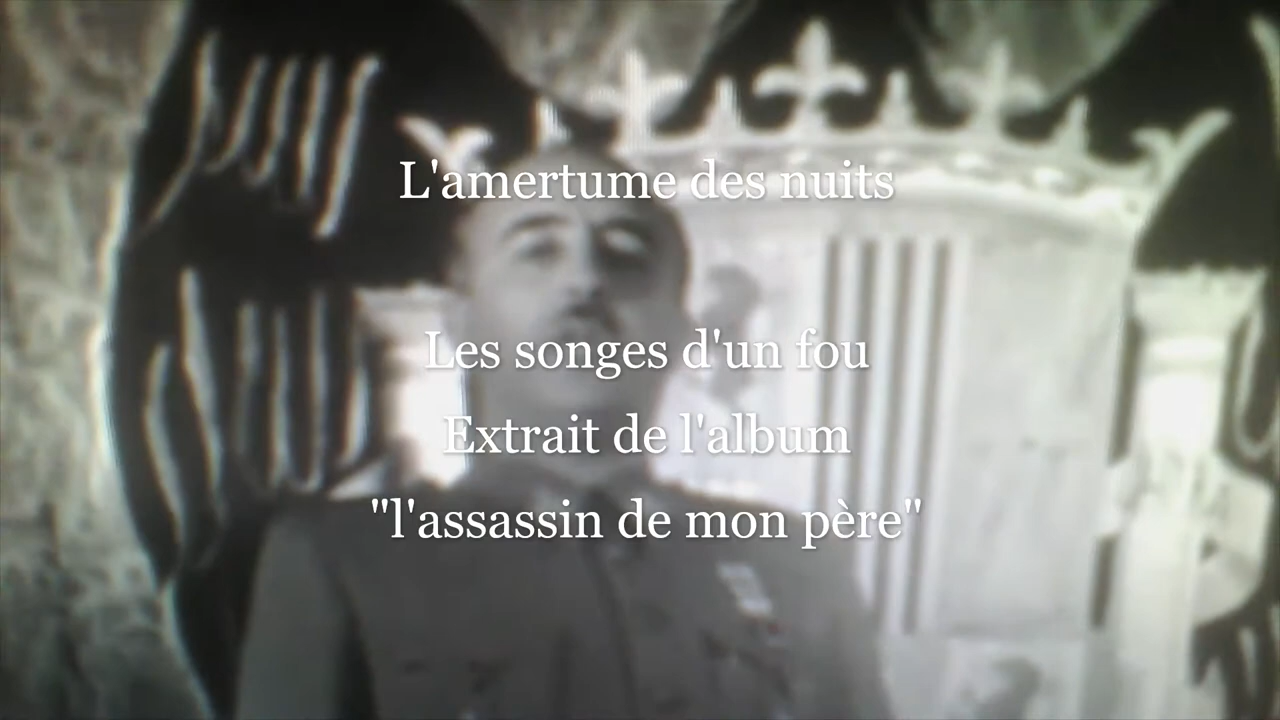 L'amertume des nuits
Les songes d'un fou
Extrait de l'album
"l'assassin de mon père"